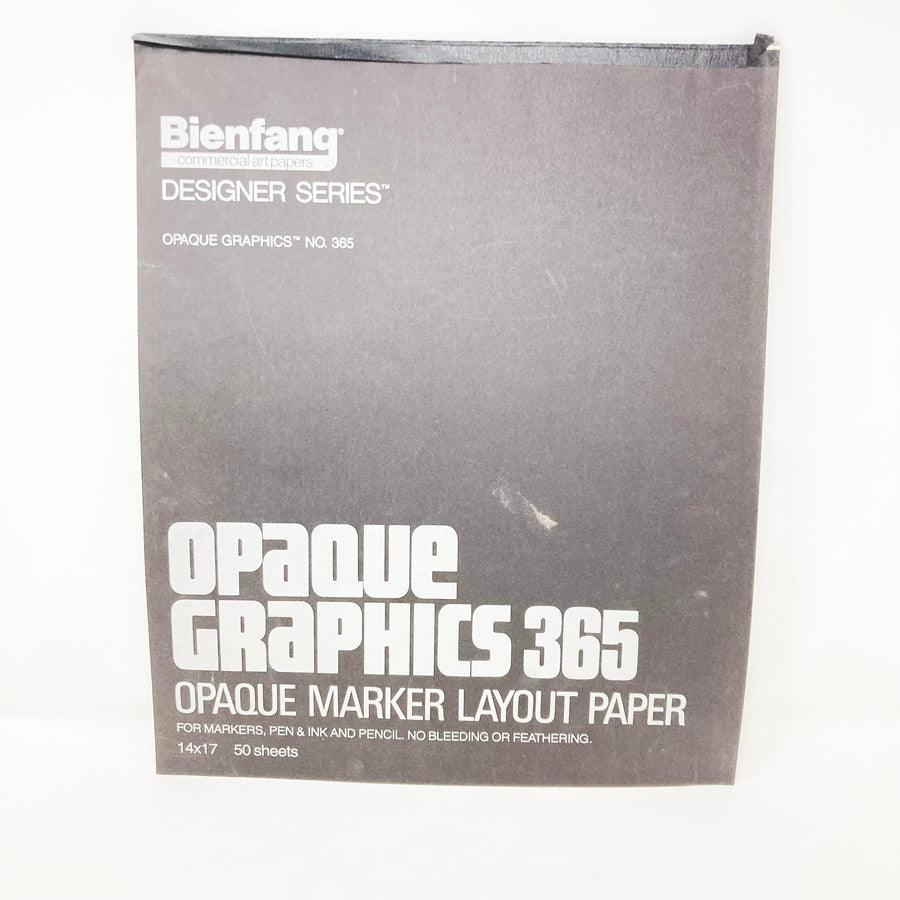 Bienfang®
commercial art papers
DESIGNER SERIES™
OPAQUE GRAPHICS™ NO. 365
OPaQUe
GRaPHICS 365
OPAQUE MARKER LAYOUT PAPER
FOR MARKERS, PEN & INK AND PENCIL. NO BLEEDING OR FEATHERING.
14x17 50 sheets